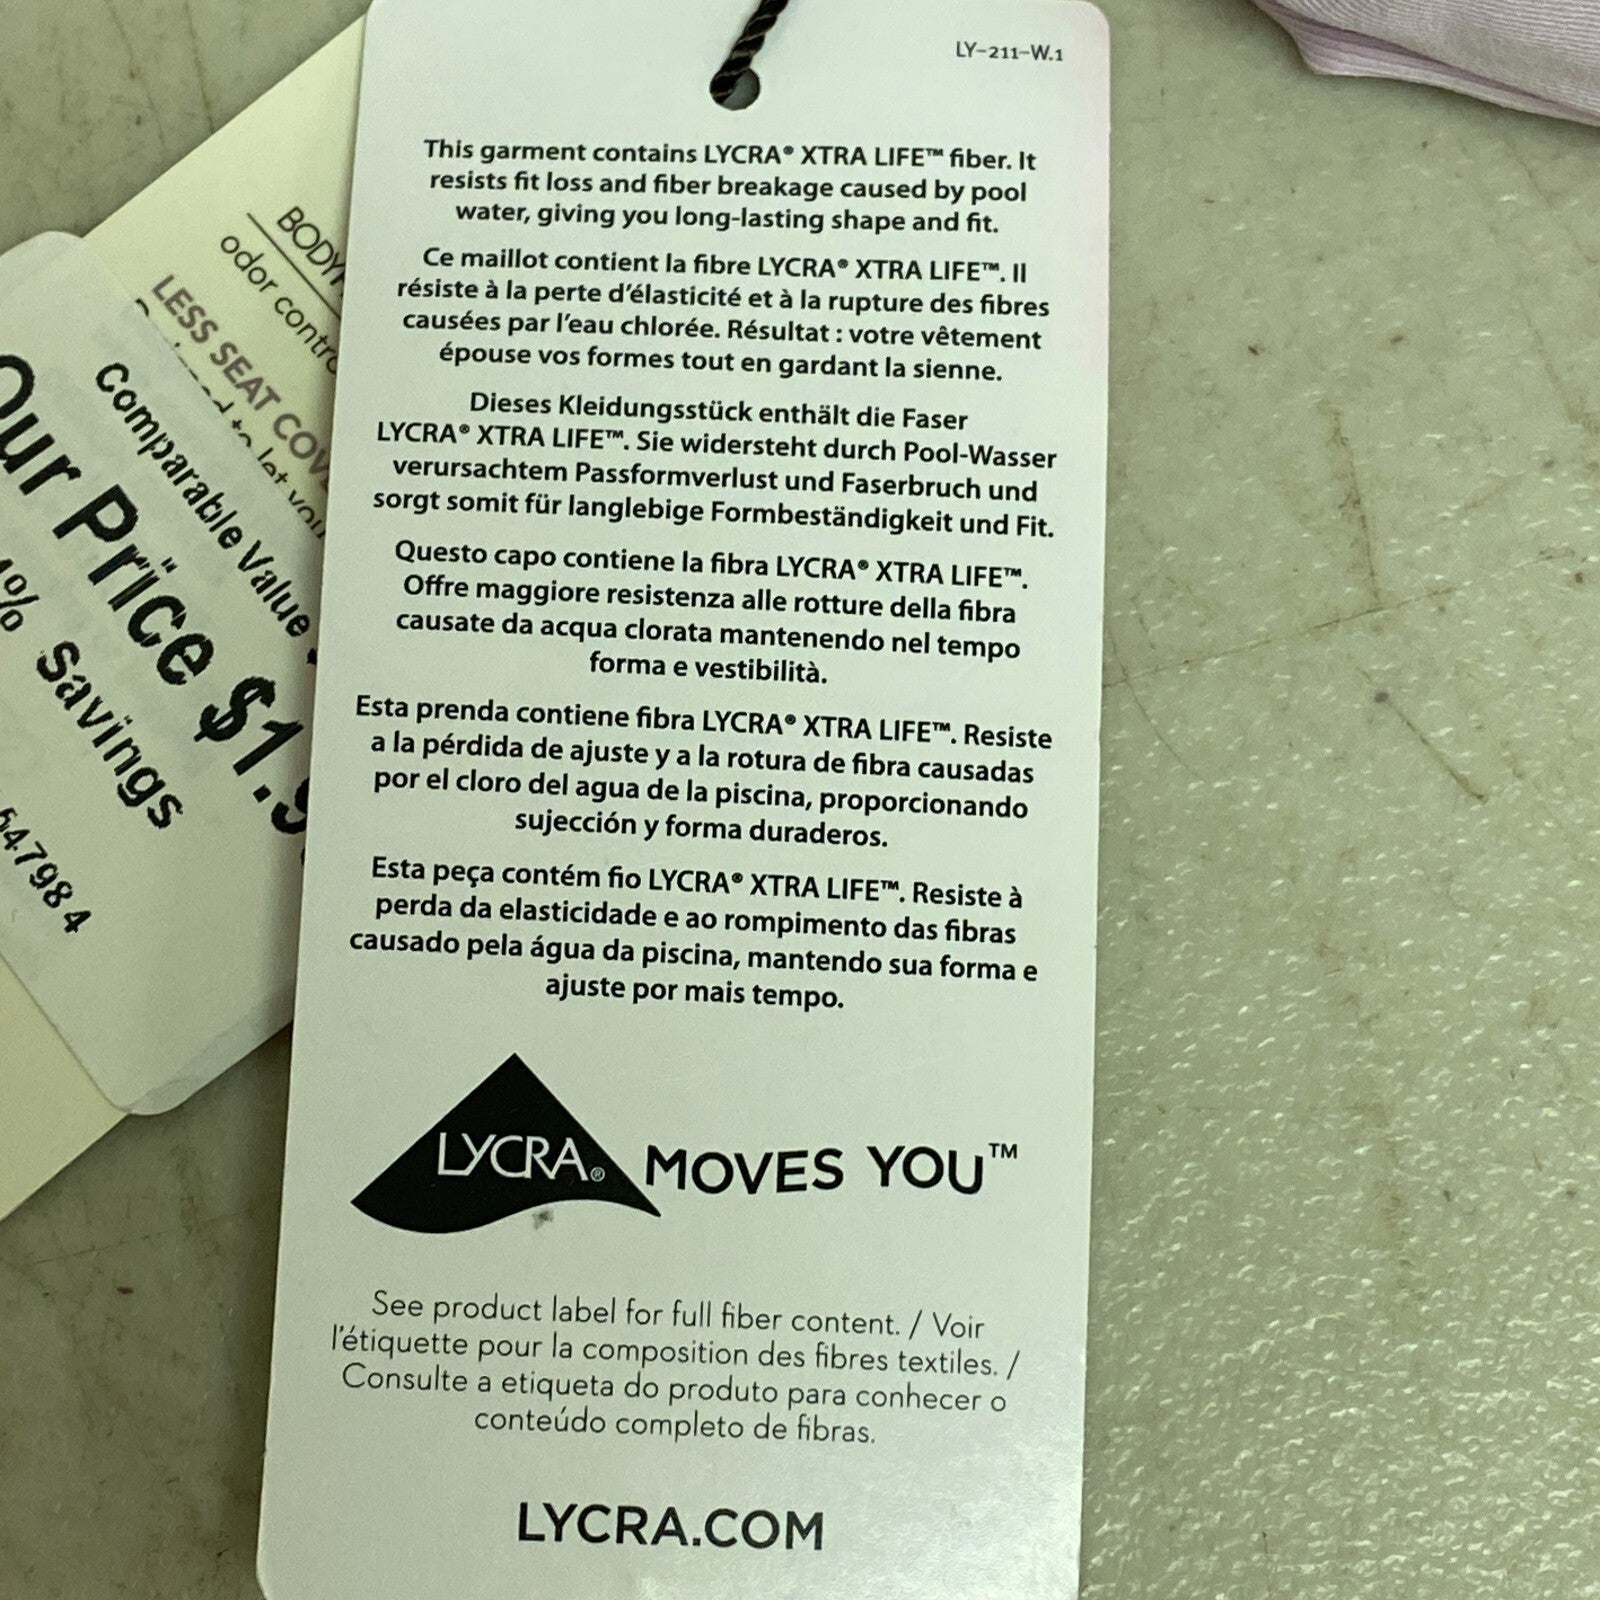 LY-211-W.1
This garment contains LYCRA® XTRA LIFE™ fiber. It
resists fit loss and fiber breakage caused by pool
water, giving you long-lasting shape and fit.
Ce maillot contient la fibre LYCRA® XTRA LIFE™. Il
résiste à la perte d'élasticité et à la rupture des fibres
causées par l'eau chlorée. Résultat : votre vêtement
épouse vos formes tout en gardant la sienne.
Dieses Kleidungsstück enthält die Faser
LYCRA® XTRA LIFE™. Sie widersteht durch Pool-Wasser
verursachtem Passformverlust und Faserbruch und
sorgt somit für langlebige Formbeständigkeit und Fit.
Questo capo contiene la fibra LYCRA® XTRA LIFE™.
Offre maggiore resistenza alle rotture della fibra
causate da acqua clorata mantenendo nel tempo
forma e vestibilità.
Esta prenda contiene fibra LYCRA® XTRA LIFE™. Resiste
a la pérdida de ajuste y a la rotura de fibra causadas
por el cloro del agua de la piscina, proporcionando
sujección y forma duraderos.
Esta peça contém fio LYCRA® XTRA LIFE™. Resiste à
perda da elasticidade e ao rompimento das fibras
causado pela água da piscina, mantendo sua forma e
ajuste por mais tempo.
LYCRA® MOVES YOU™
See product label for full fiber content. / Voir
l'étiquette pour la composition des fibres textiles. /
Consulte a etiqueta do produto para conhecer o
conteúdo completo de fibras.
LYCRA.COM
odor
LESS SEAT
let
Comparable Value
Our Price $1.9
% Savings
547984